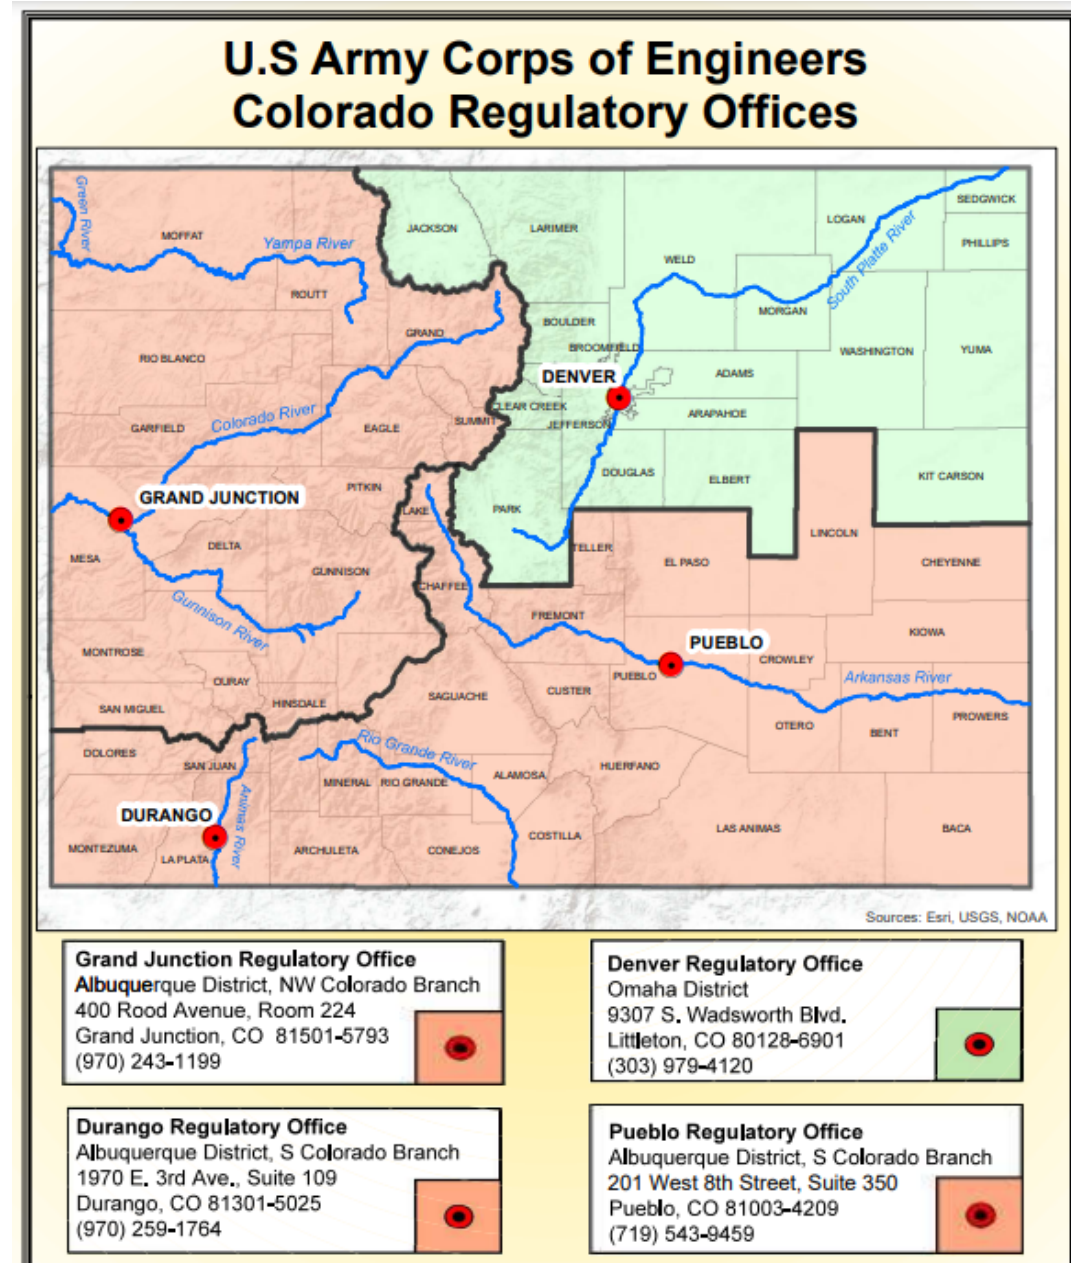 U.S Army Corps of Engineers
Colorado Regulatory Offices
Green River
MOFFAT
Yampa River
ROUTT
JACKSON
LARIMER
WELD
LOGAN
SEDGWICK
PHILLIPS
South Platte River
MORGAN
RIO BLANCO
GRAND
BOULDER
BROOMFIELD
WASHINGTON
YUMA
DENVER
ADAMS
CLEAR CREEK
ARAPAHOE
GARFIELD
Colorado River
EAGLE
SUMMIT
JEFFERSON
DOUGLAS
ELBERT
KIT CARSON
PITKIN
GRAND JUNCTION
LAKE
PARK
LINCOLN
MESA
DELTA
GUNNISON
TELLER
EL PASO
CHEYENNE
CHAFFEE
Gunnison River
FREMONT
KIOWA
MONTROSE
PUEBLO
CROWLEY
OURAY
PUEBLO
Arkansas River
SAN MIGUEL
HINSDALE
SAGUACHE
CUSTER
OTERO
BENT
PROWERS
DOLORES
SAN JUAN
Rio Grande River
MINERAL
RIO GRANDE
ALAMOSA
HUERFANO
DURANGO
Animas River
COSTILLA
LAS ANIMAS
BACA
MONTEZUMA
LA PLATA
ARCHULETA
CONEJOS
Sources: Esri, USGS, NOAA
Grand Junction Regulatory Office
Albuquerque District, NW Colorado Branch
400 Rood Avenue, Room 224
Grand Junction, CO 81501-5793
(970) 243-1199
Denver Regulatory Office
Omaha District
9307 S. Wadsworth Blvd.
Littleton, CO 80128-6901
(303) 979-4120
Durango Regulatory Office
Albuquerque District, S Colorado Branch
1970 E. 3rd Ave., Suite 109
Durango, CO 81301-5025
(970) 259-1764
Pueblo Regulatory Office
Albuquerque District, S Colorado Branch
201 West 8th Street, Suite 350
Pueblo, CO 81003-4209
(719) 543-9459